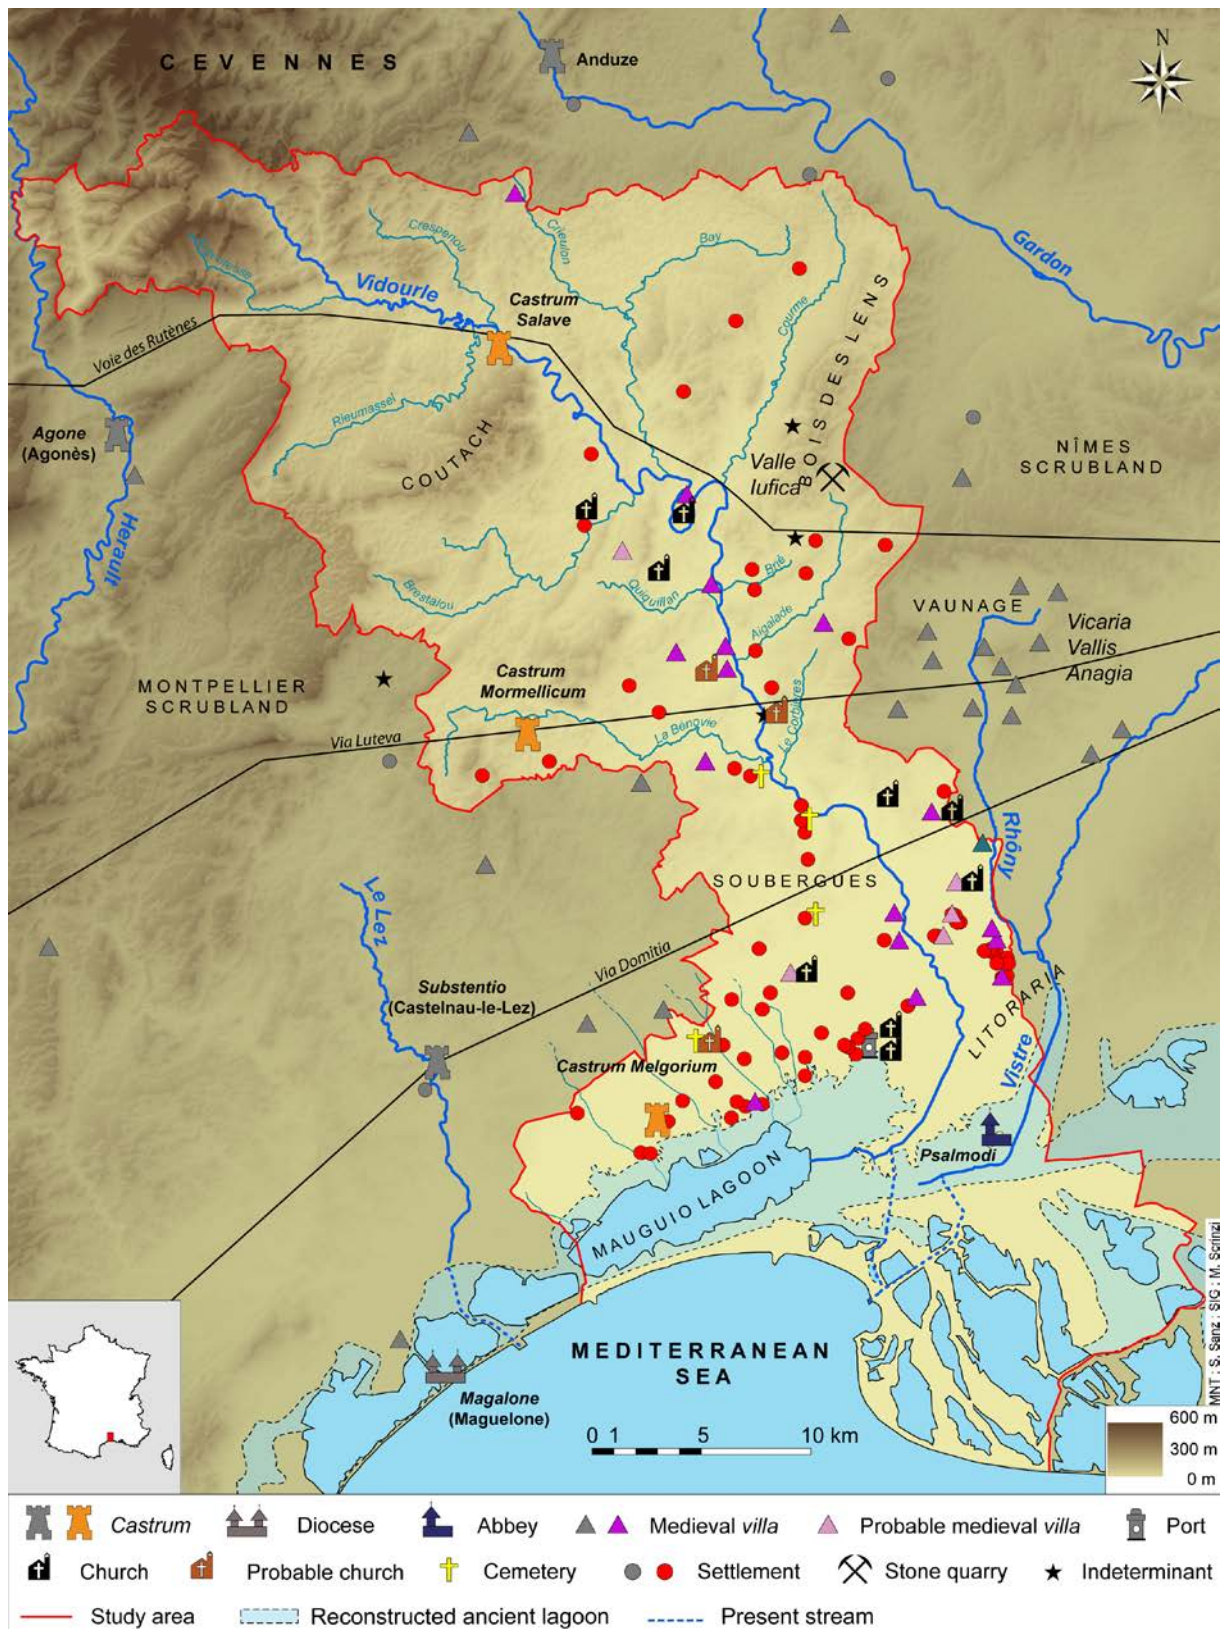 CEVENNES
Anduze
N
Gardon
Crespenou
Crieulon
Bay
Courme
Vidourle
Castrum
Salave
Voie des Rutènes
BOIS DES LENS
Rieumassel
Agone
(Agonès)
COUTACH
NÎMES
SCRUBLAND
Valle
Iufica
Herault
Brestalou
Quiquillan
Brié
Aigalade
VAUNAGE
Vicaria
Vallis
Anagia
MONTPELLIER
SCRUBLAND
Castrum
Mormellicum
Le Corbières
Via Luteva
La Bénovie
Rhôny
SOUBERGUES
Le Lez
Via Domitia
Substentio
(Castelnau-le-Lez)
LITORARIA
Vistre
Castrum Melgorium
Psalmodi
MAUGUIO LAGOON
MEDITERRANEAN
SEA
Magalone
(Maguelone)
0 1 5 10 km
MNT : S. Sanz ; SIG : M. Scrinzi
600 m
300 m
0 m
Castrum Diocese Abbey Medieval villa Probable medieval villa Port
Church Probable church Cemetery Settlement Stone quarry Indeterminant
Study area Reconstructed ancient lagoon Present stream